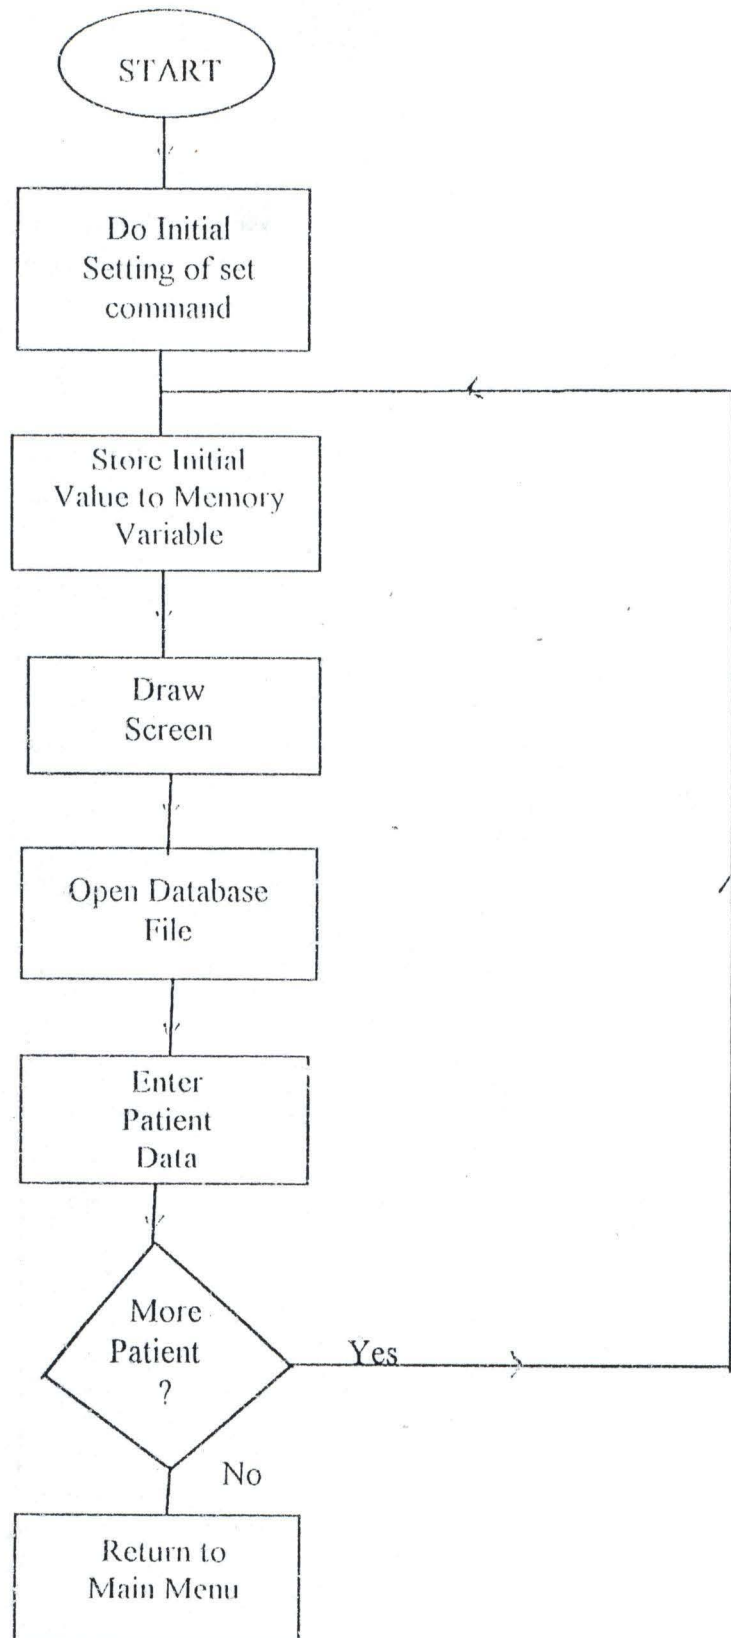 START
Do Initial
Setting of set
command
Store Initial
Value to Memory
Variable
Draw
Screen
Open Database
File
Enter
Patient
Data
More
Patient
?
Yes
No
Return to
Main Menu